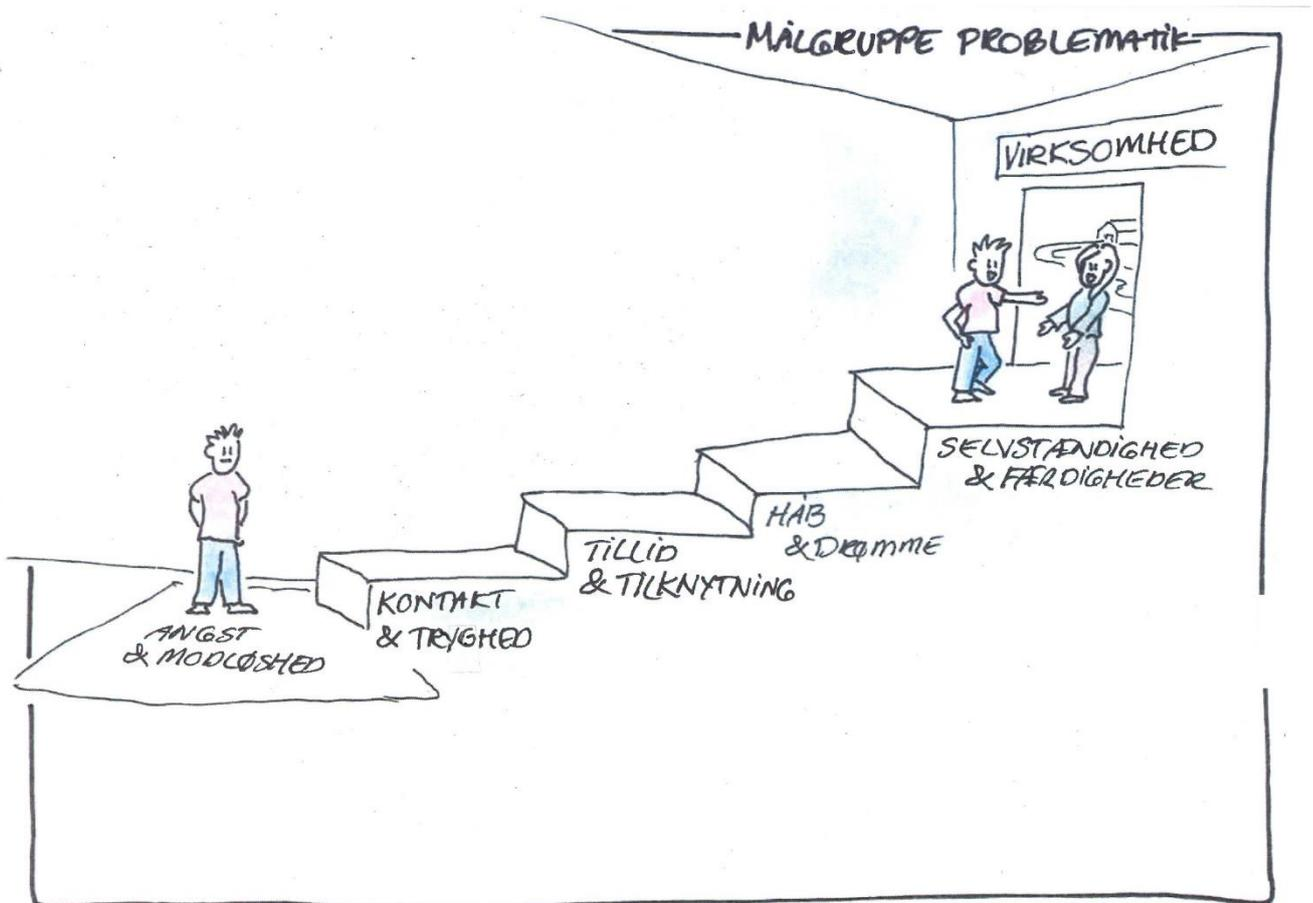 MÅLGRUPPE PROBLEMATIK
VIRKSOMHED
SELVSTÆNDIGHED
& FÆRDIGHEDER
HÅB
& DRØMME
TILLID
& TILKNYTNING
KONTAKT
& TRYGHED
ANGST
& MODLØSHED